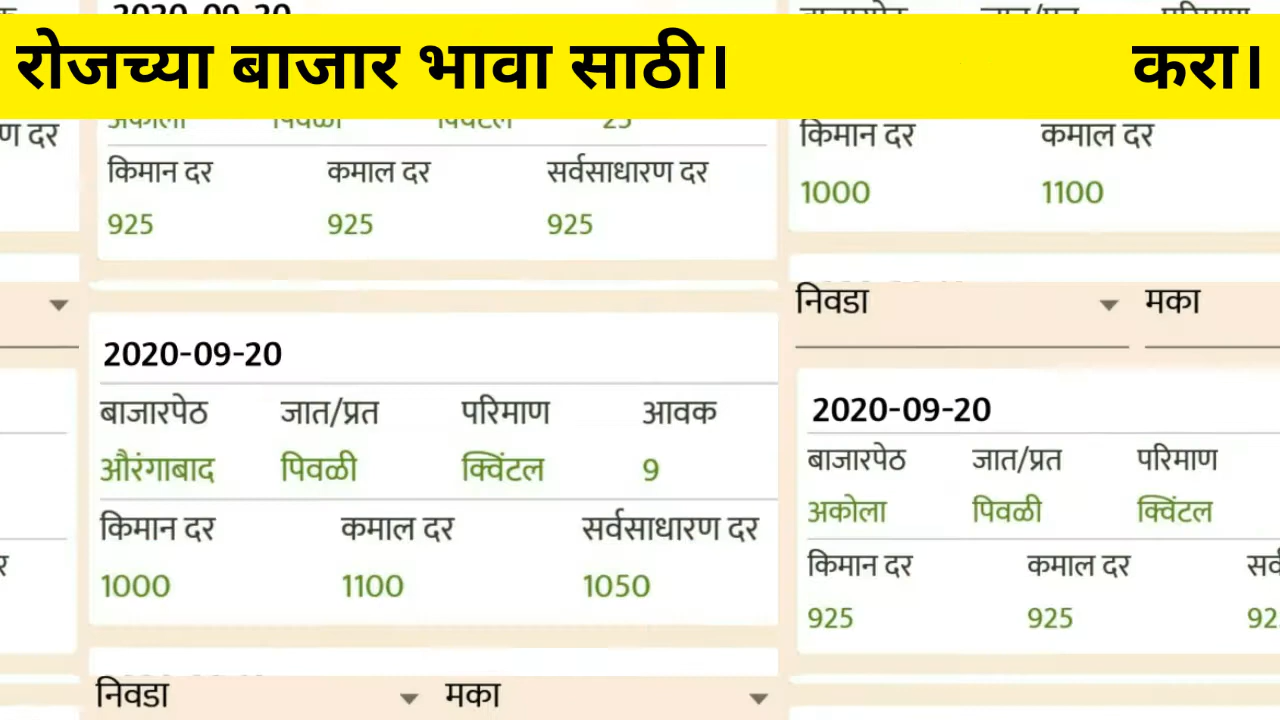 रोजच्या बाजार भावा साठी। करा।
किमान दर कमाल दर सर्वसाधारण दर
925 925 925
2020-09-20
बाजारपेठ जात/प्रत परिमाण आवक
औरंगाबाद पिवळी क्विंटल 9
किमान दर कमाल दर सर्वसाधारण दर
1000 1100 1050
निवडा मका
ण दर
किमान दर कमाल दर
1000 1100
निवडा मका
2020-09-20
बाजारपेठ जात/प्रत परिमाण
अकोला पिवळी क्विंटल
किमान दर कमाल दर
925 925